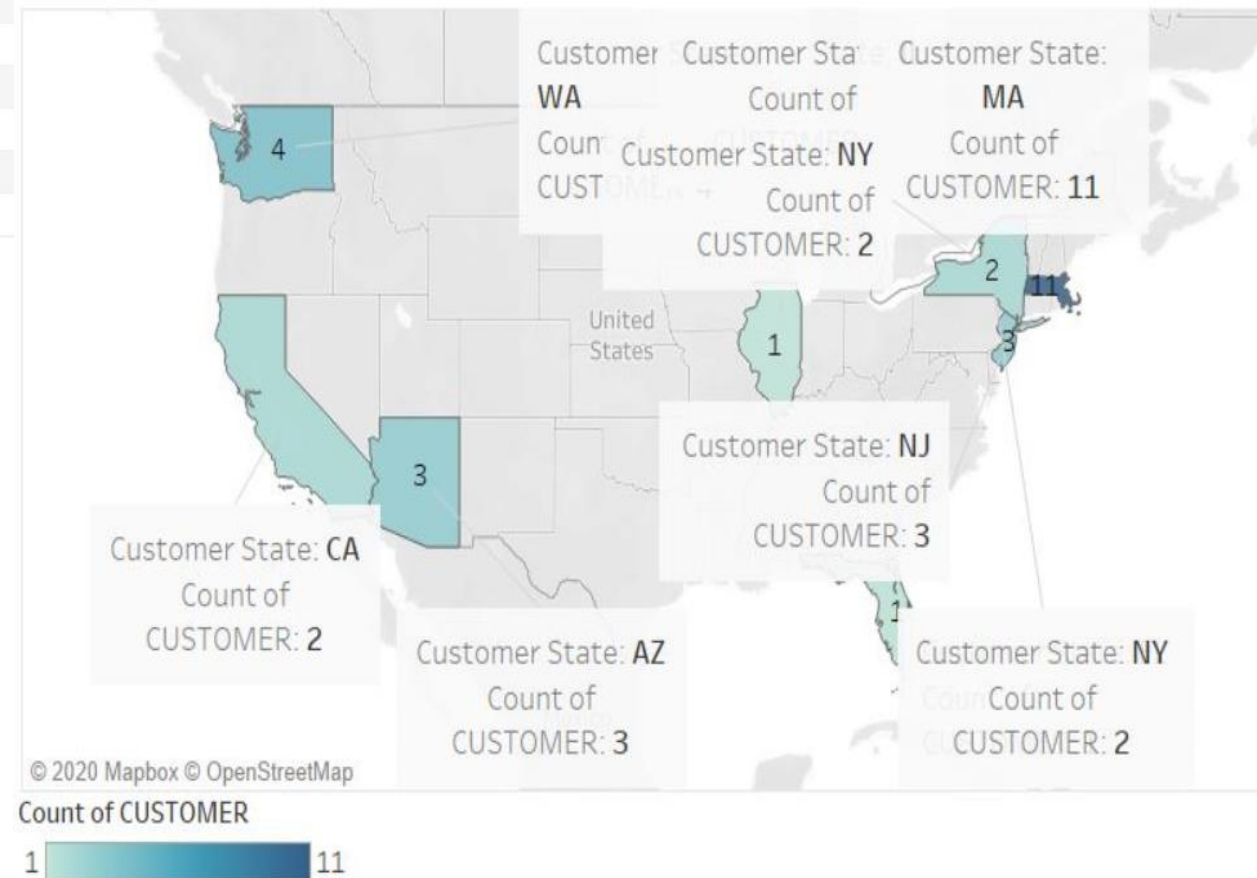 Customer
WA
Coun
CUST
Customer Sta
Count of
Customer State:
MA
Count of
CUSTOMER: 11
Customer State: NY
Count of
CUSTOMER: 2
4
2
11
3
1
United
States
3
Customer State: NJ
Count of
CUSTOMER: 3
Customer State: CA
Count of
CUSTOMER: 2
1
Customer State: AZ
Count of
CUSTOMER: 3
Customer State: NY
Count of
CUSTOMER: 2
© 2020 Mapbox © OpenStreetMap
Count of CUSTOMER
1
11